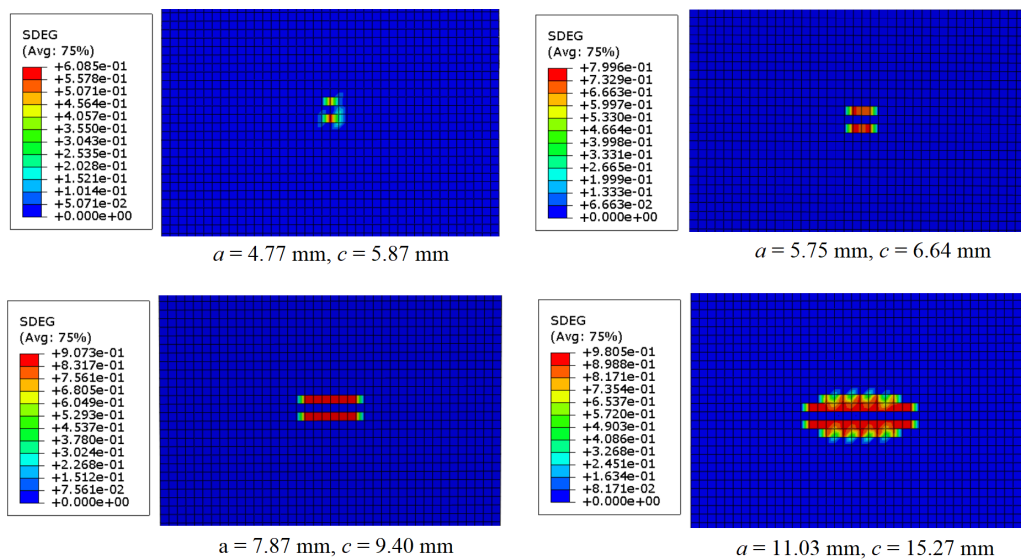 SDEG
(Avg: 75%)
+6.085e-01
+5.578e-01
+5.071e-01
+4.564e-01
+4.057e-01
+3.550e-01
+3.043e-01
+2.535e-01
+2.028e-01
+1.521e-01
+1.014e-01
+5.071e-02
+0.000e+00
a = 4.77 mm, c = 5.87 mm
SDEG
(Avg: 75%)
+7.996e-01
+7.329e-01
+6.663e-01
+5.997e-01
+5.330e-01
+4.664e-01
+3.998e-01
+3.331e-01
+2.665e-01
+1.999e-01
+1.333e-01
+6.663e-02
+0.000e+00
a = 5.75 mm, c = 6.64 mm
SDEG
(Avg: 75%)
+9.073e-01
+8.317e-01
+7.561e-01
+6.805e-01
+6.049e-01
+5.293e-01
+4.537e-01
+3.780e-01
+3.024e-01
+2.268e-01
+1.512e-01
+7.561e-02
+0.000e+00
a = 7.87 mm, c = 9.40 mm
SDEG
(Avg: 75%)
+9.805e-01
+8.988e-01
+8.171e-01
+7.354e-01
+6.537e-01
+5.720e-01
+4.903e-01
+4.086e-01
+3.268e-01
+2.451e-01
+1.634e-01
+8.171e-02
+0.000e+00
a = 11.03 mm, c = 15.27 mm